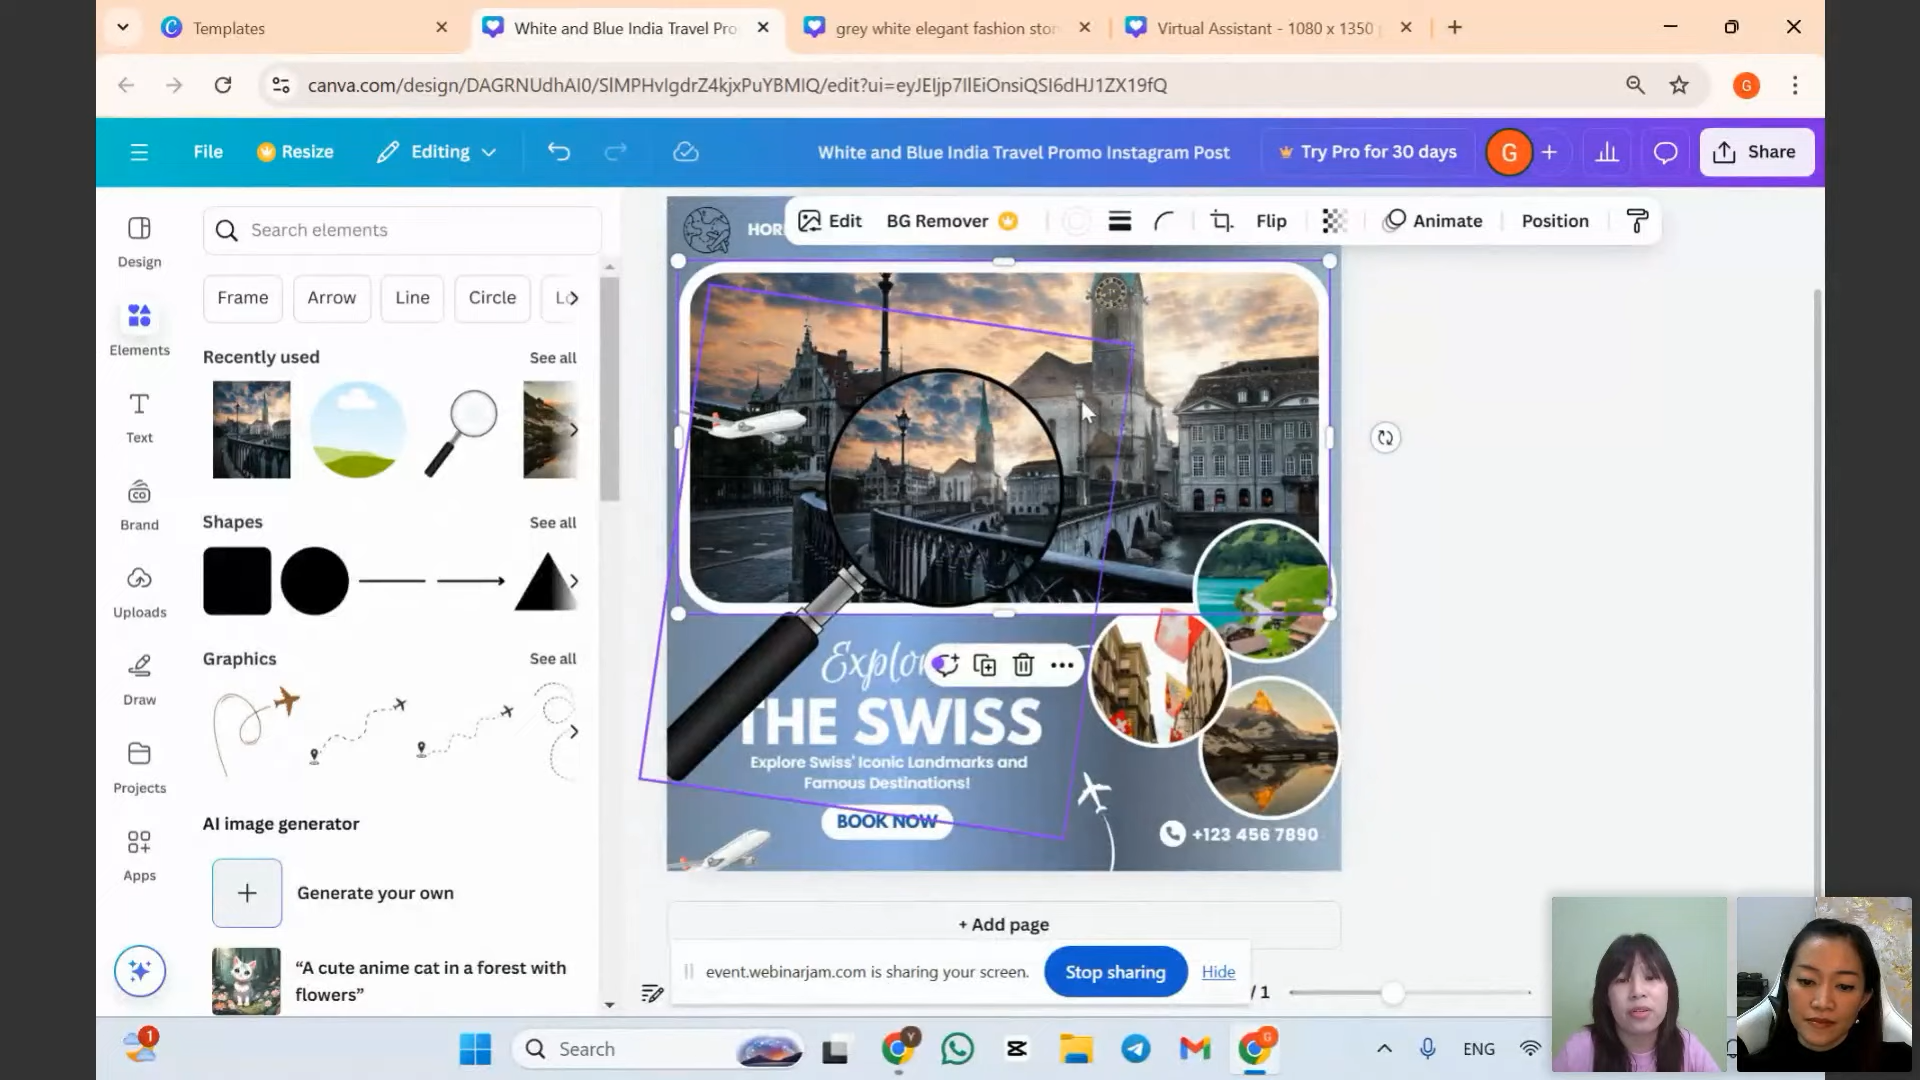 Templates
White and Blue India Travel Pro
grey white elegant fashion stor
Virtual Assistant - 1080 x 1350
canva.com/design/DAGRNUdhAI0/SlMPHvIgdrZ4kjxPuYBMIQ/edit?ui=eyJEIjp7IlEiOnsiQSI6dHJ1ZX19fQ
G
File
Resize
Editing
White and Blue India Travel Promo Instagram Post
Try Pro for 30 days
G
Share
Edit
BG Remover
Flip
Animate
Position
Design
Elements
Text
Brand
Uploads
Draw
Projects
Apps
Search elements
Frame
Arrow
Line
Circle
Recently used
See all
Shapes
See all
Graphics
See all
AI image generator
Generate your own
“A cute anime cat in a forest with
flowers”
THE SWISS
Explore Swiss' Iconic Landmarks and
Famous Destinations!
BOOK NOW
+123 456 7890
+ Add page
event.webinarjam.com is sharing your screen.
Stop sharing
Hide
/ 1
1
Search
Y
G
ENG